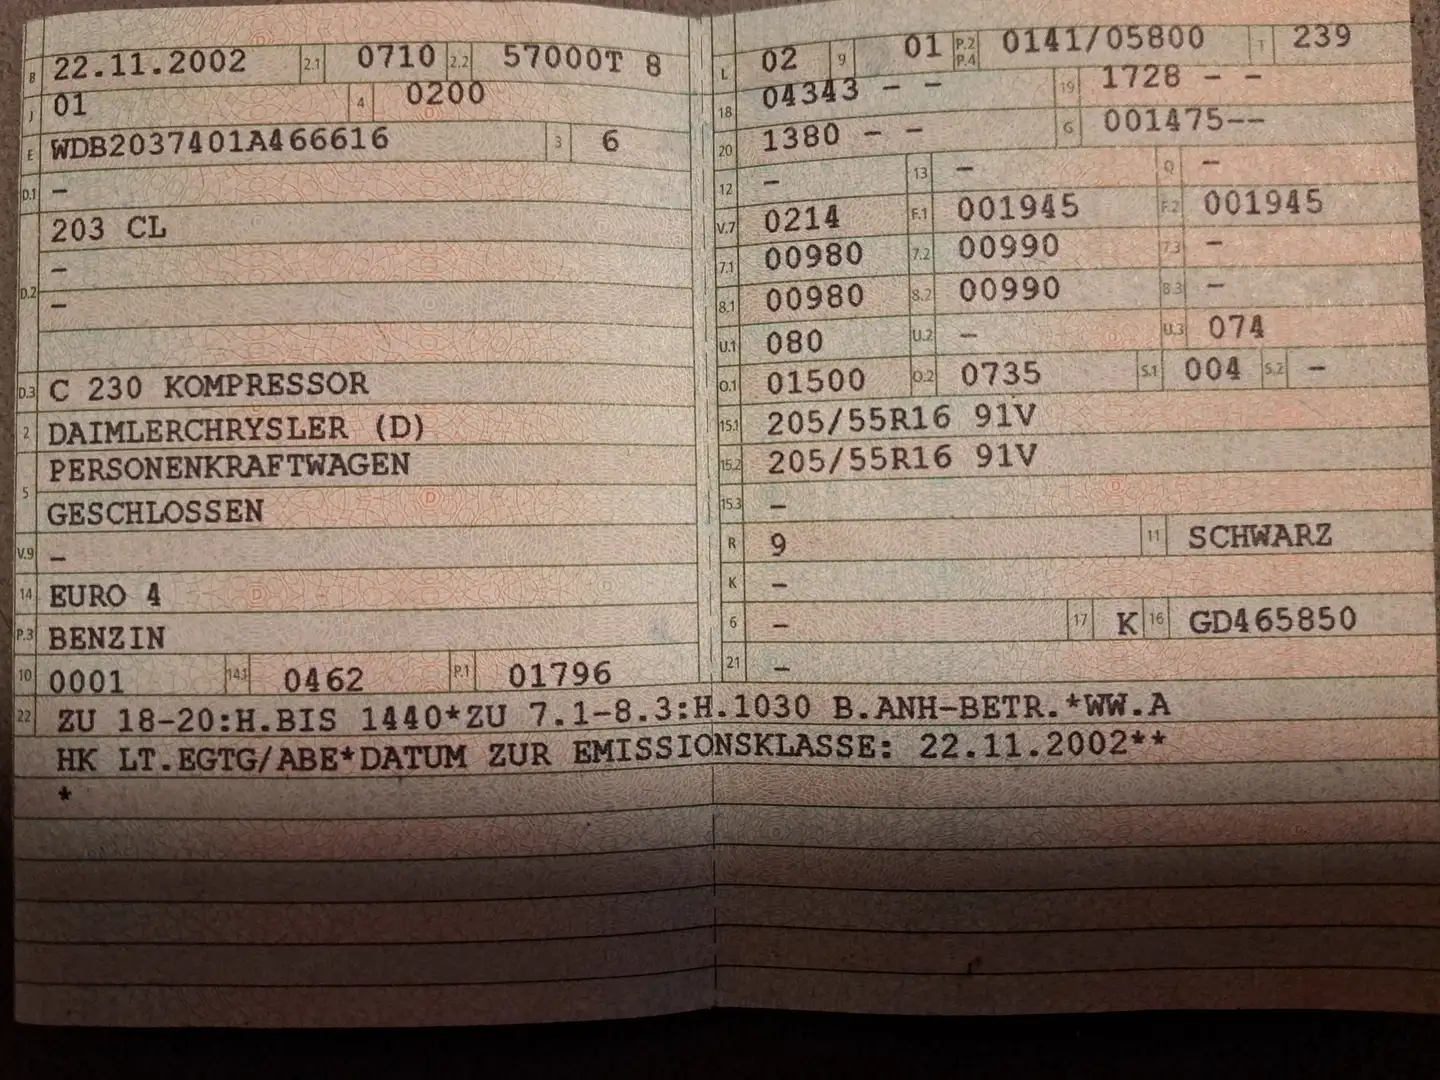 B 22.11.2002 2.1 0710 2.2 57000T 8
J 01 4 0200
E WDB2037401A466616 3 6
D.1 –
203 CL
D.2 –
–
D.3 C 230 KOMPRESSOR
2 DAIMLERCHRYSLER (D)
5 PERSONENKRAFTWAGEN
GESCHLOSSEN
V.9 –
14 EURO 4
P.3 BENZIN
10 0001 14.1 0462 P.1 01796
L 02 9 01 P.2 P.4 0141/05800 T 239
18 04343 – – 19 1728 – –
20 1380 – – G 001475--
12 – 13 – Q –
V.7 0214 F.1 001945 F.2 001945
7.1 00980 7.2 00990 7.3 –
8.1 00980 8.2 00990 8.3 –
U.1 080 U.2 – U.3 074
O.1 01500 O.2 0735 S.1 004 S.2 –
15.1 205/55R16 91V
15.2 205/55R16 91V
15.3 –
R 9 11 SCHWARZ
K –
6 – 17 K 16 GD465850
21 –
22 ZU 18-20:H.BIS 1440*ZU 7.1-8.3:H.1030 B.ANH-BETR.*WW.A
HK LT.EGTG/ABE*DATUM ZUR EMISSIONSKLASSE: 22.11.2002**
*